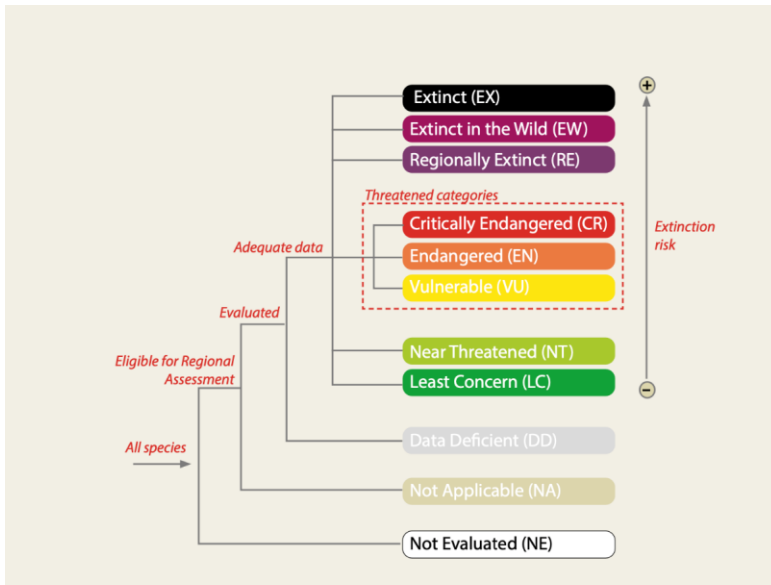 Extinct (EX)
Extinct in the Wild (EW)
Regionally Extinct (RE)
Threatened categories
Critically Endangered (CR)
Endangered (EN)
Vulnerable (VU)
Extinction
risk
Adequate data
Evaluated
Near Threatened (NT)
Least Concern (LC)
Eligible for Regional
Assessment
Data Deficient (DD)
All species
Not Applicable (NA)
Not Evaluated (NE)
+
−